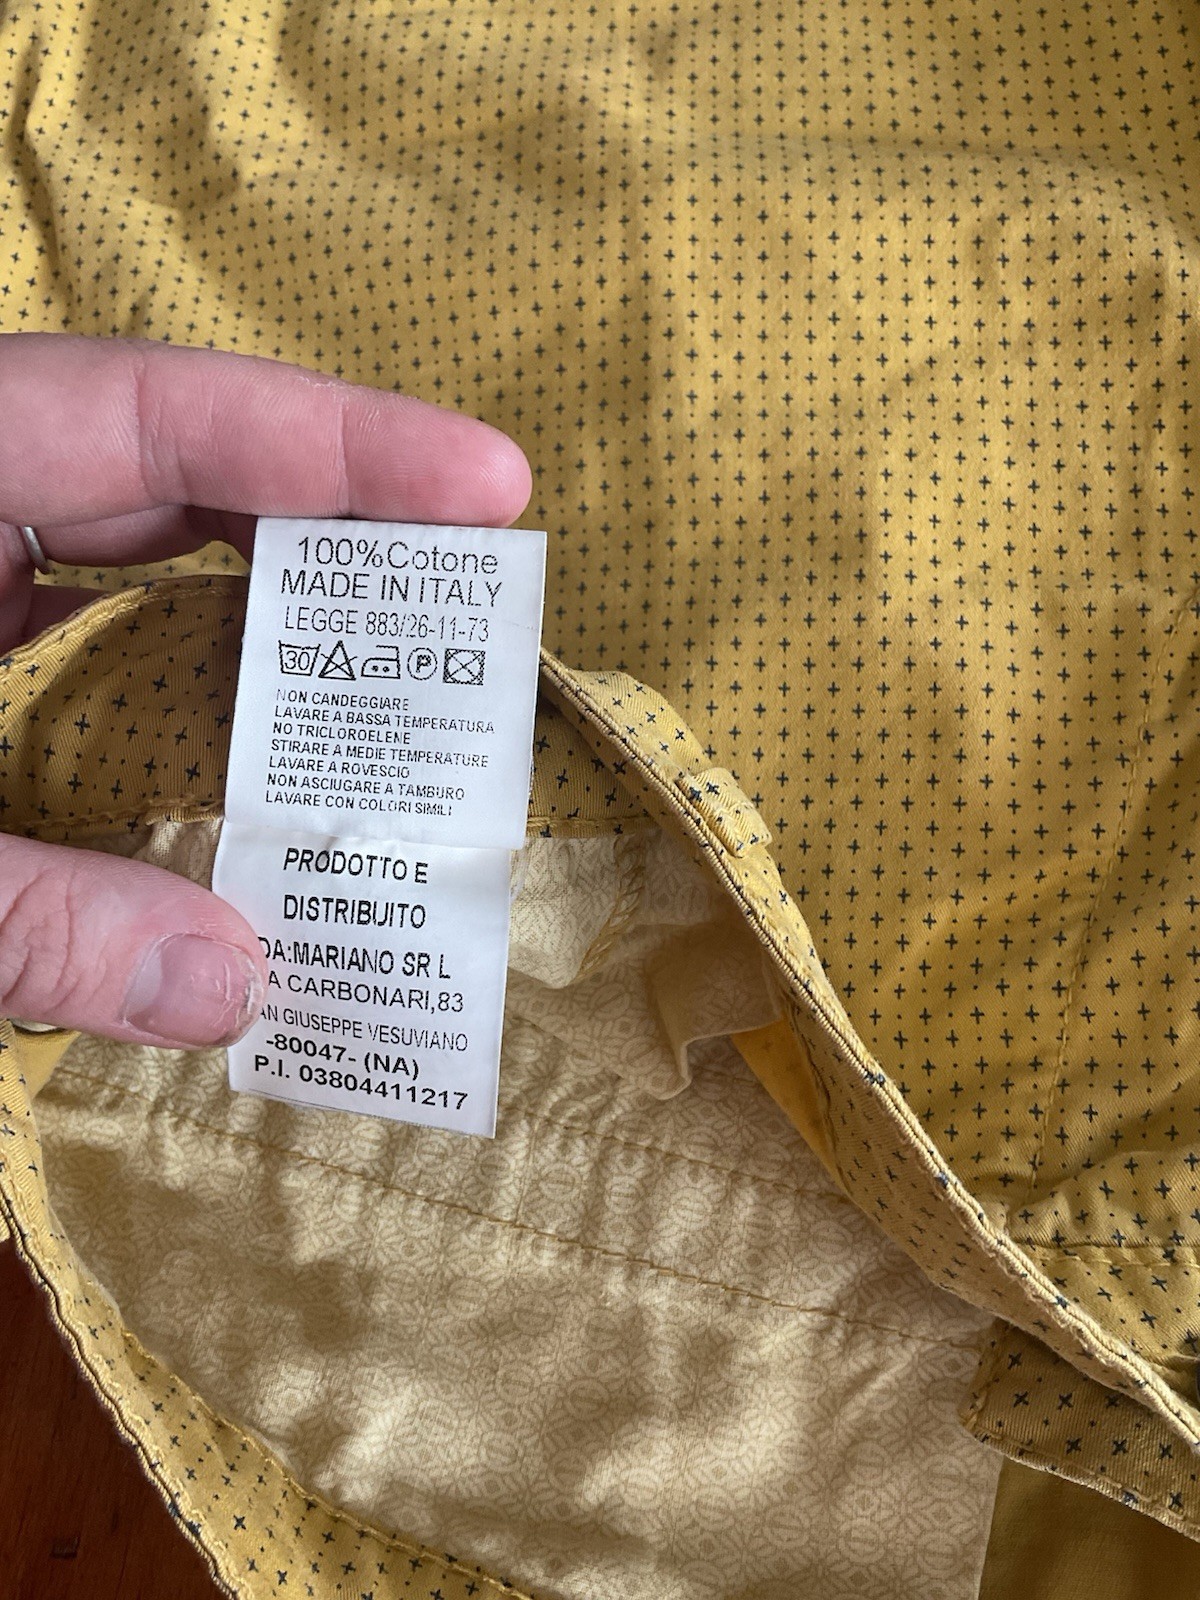 100%Cotone
MADE IN ITALY
LEGGE 883/26-11-73
30 P
NON CANDEGGIARE
LAVARE A BASSA TEMPERATURA
NO TRICLOROELENE
STIRARE A MEDIE TEMPERATURE
LAVARE A ROVESCIO
NON ASCIUGARE A TAMBURO
LAVARE CON COLORI SIMILI
PRODOTTO E
DISTRIBUITO
DA:MARIANO SR L
A CARBONARI,83
AN GIUSEPPE VESUVIANO
-80047- (NA)
P.I. 03804411217